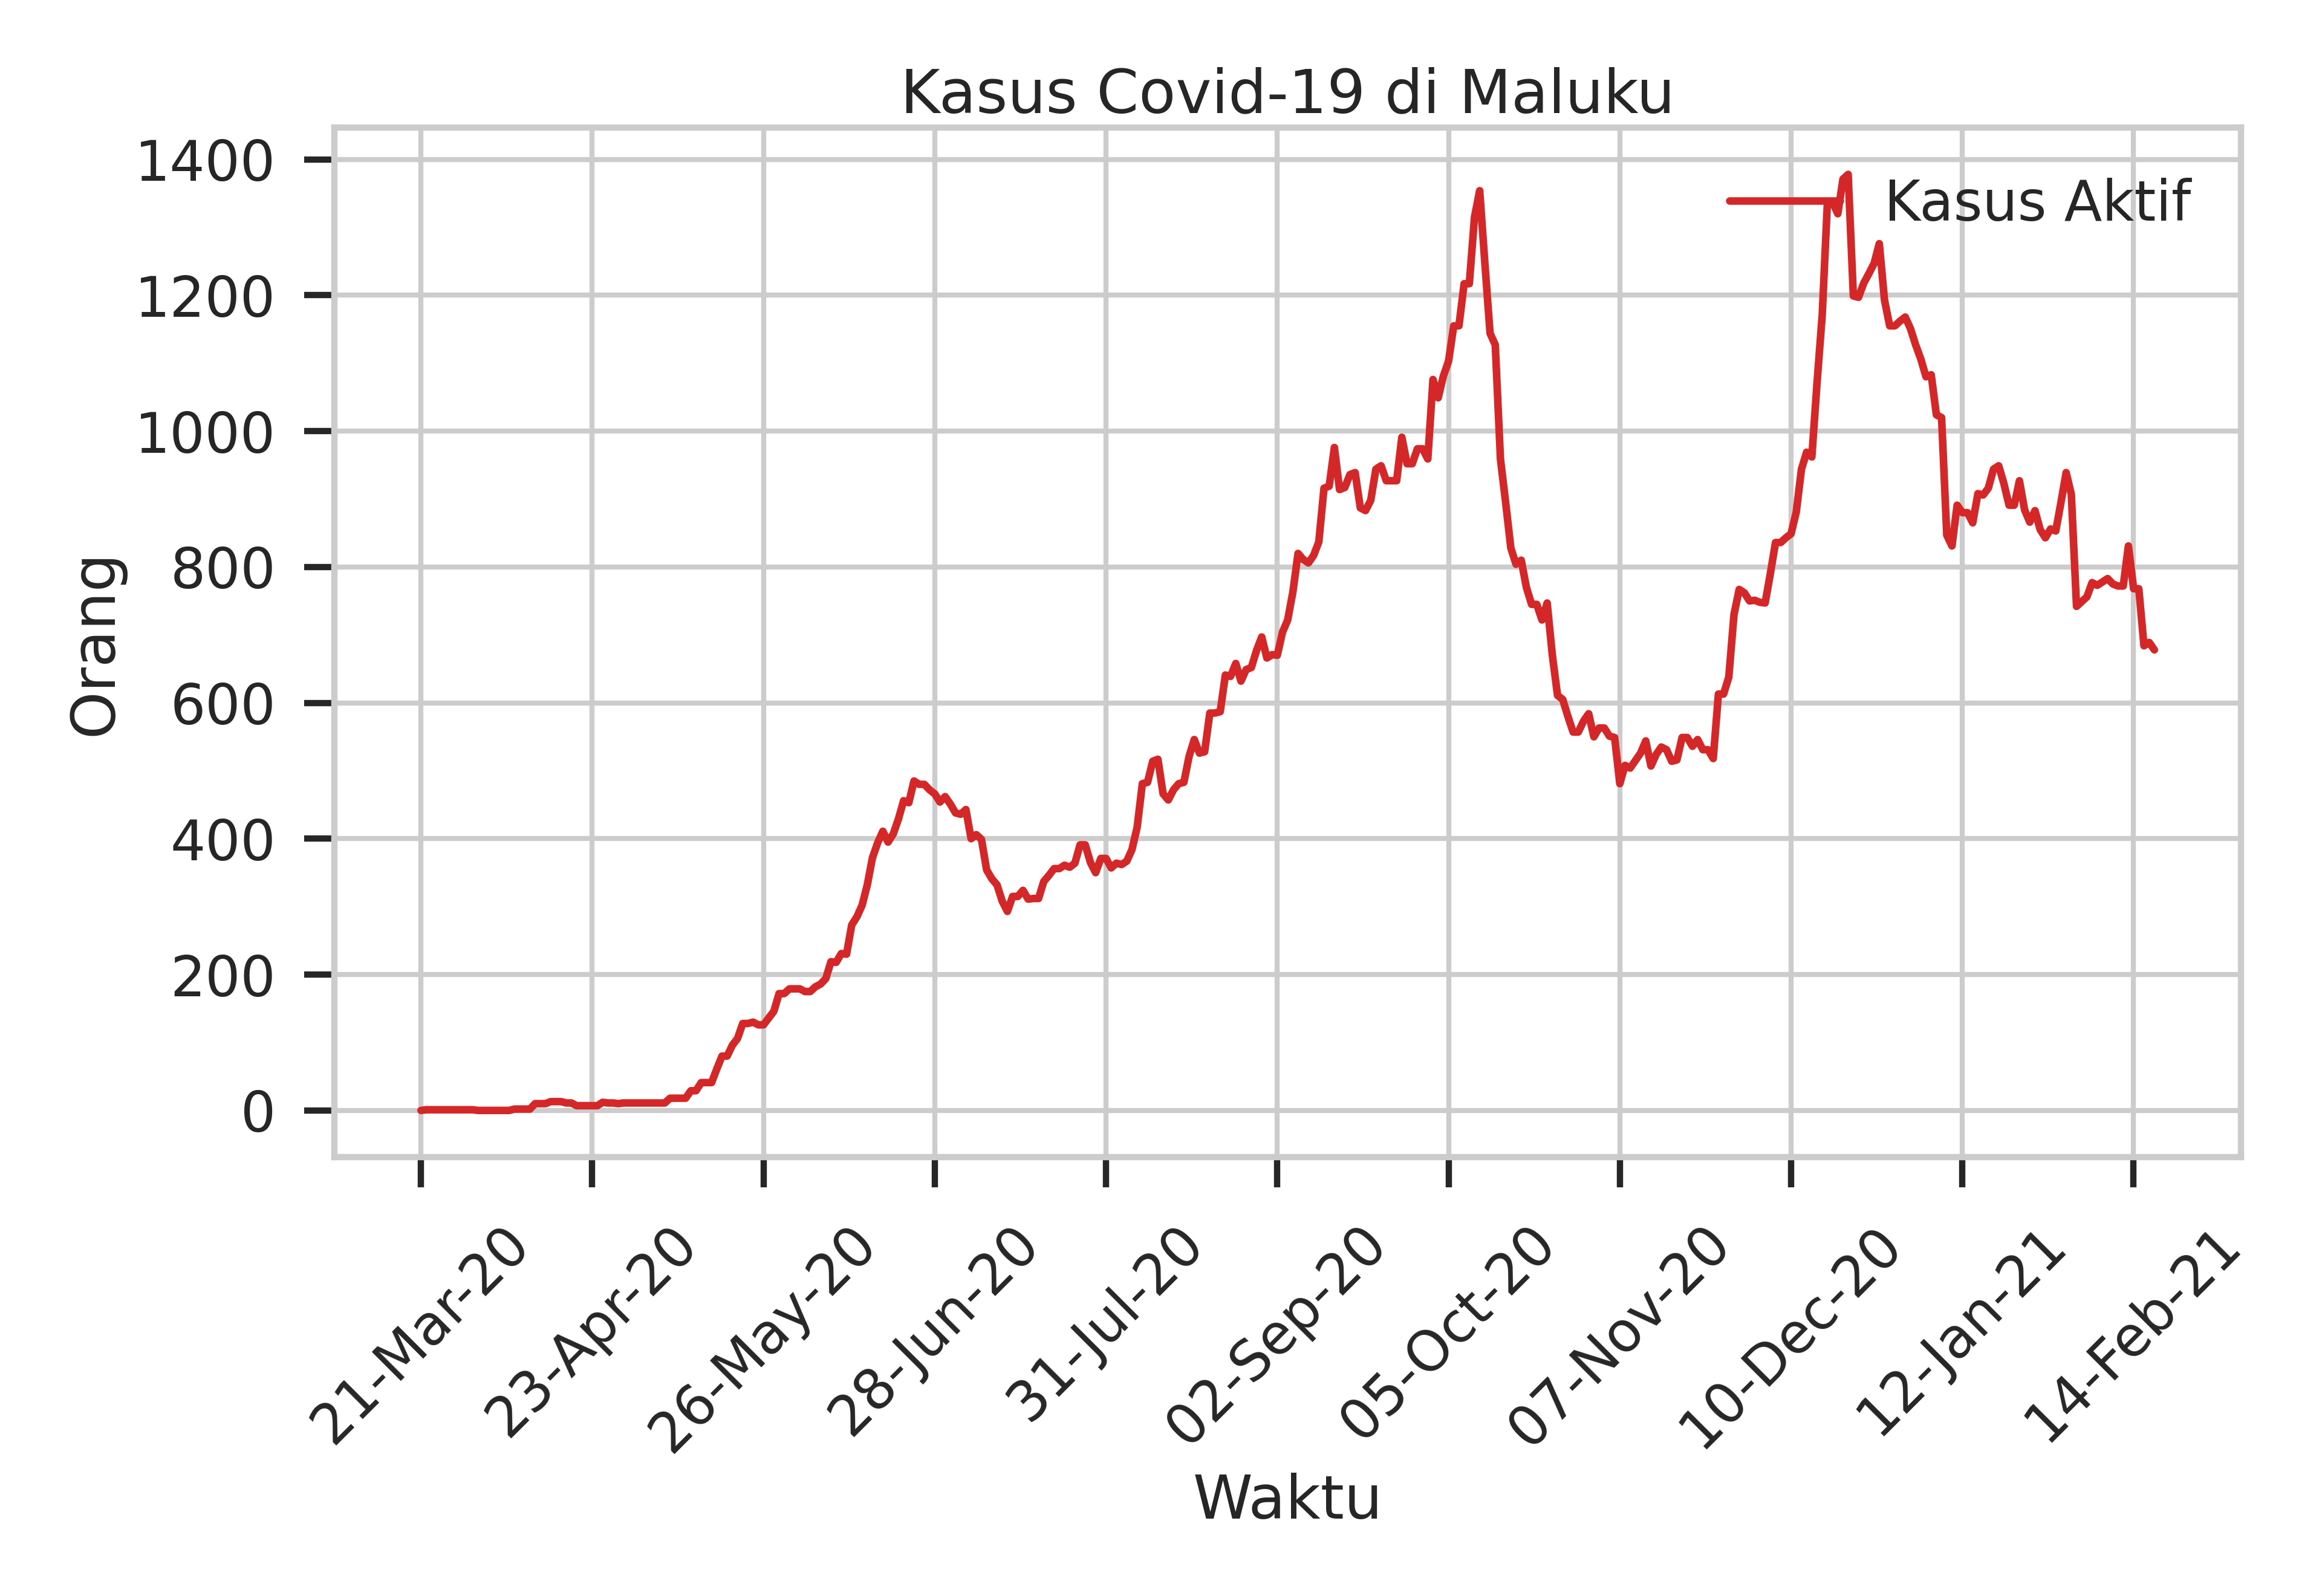 Kasus Covid-19 di Maluku
1400
1200
1000
800
600
400
200
0
Orang
Kasus Aktif
21-Mar-20
23-Apr-20
26-May-20
28-Jun-20
31-Jul-20
02-Sep-20
05-Oct-20
07-Nov-20
10-Dec-20
12-Jan-21
14-Feb-21
Waktu